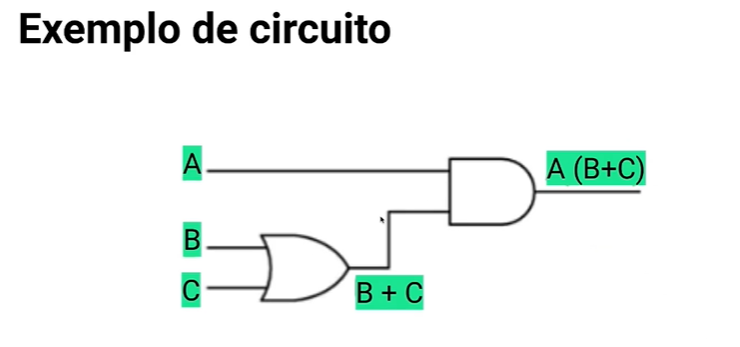 Exemplo de circuito
A
A (B+C)
B
C
B + C